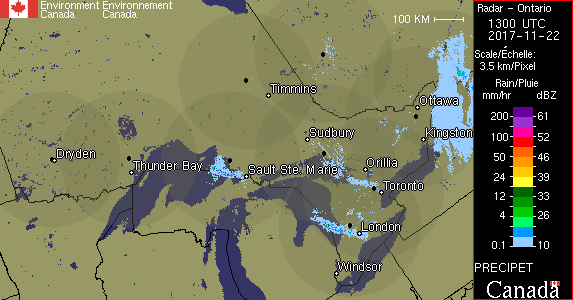 Environment Environnement
Canada Canada
100 KM
Radar - Ontario
1300 UTC
2017-11-22
Scale/Échelle:
3.5 km/Pixel
Rain/Pluie
mm/hr dBZ
200 61
100 52
50 46
24 39
12 33
4 26
0.1 10
PRECIPET
Canada
Timmins
Ottawa
Sudbury
Kingston
Dryden
Thunder Bay
Sault Ste. Marie
Orillia
Toronto
London
Windsor